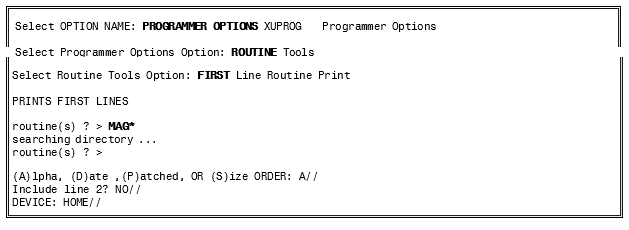 Select OPTION NAME: PROGRAMMER OPTIONS XUPROG   Programmer Options
Select Programmer Options Option: ROUTINE Tools
Select Routine Tools Option: FIRST Line Routine Print
PRINTS FIRST LINES
routine(s) ? > MAG*
searching directory ...
routine(s) ? >
(A)lpha, (D)ate ,(P)atched, OR (S)ize ORDER: A//
Include line 2? NO//
DEVICE: HOME//